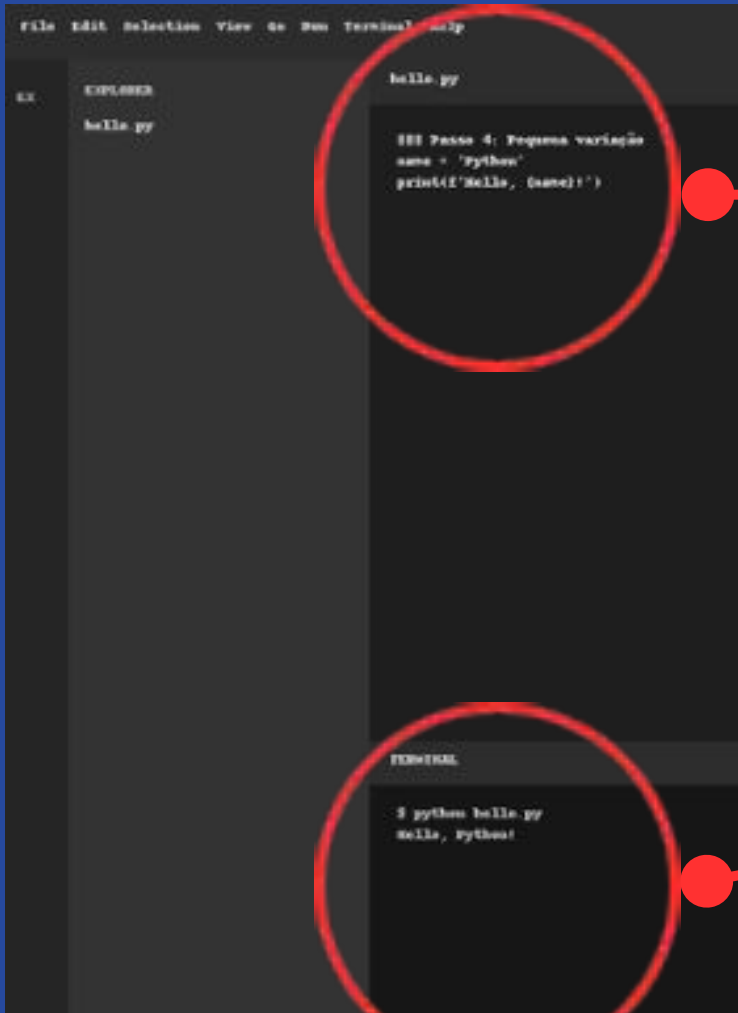 File Edit Selection View Go Run Terminal Help
EX
EXPLORER
hello.py
hello.py
### Passo 4: Pequena variação
name = 'Python'
print(f'Hello, {name}!')
TERMINAL
$ python hello.py
Hello, Python!